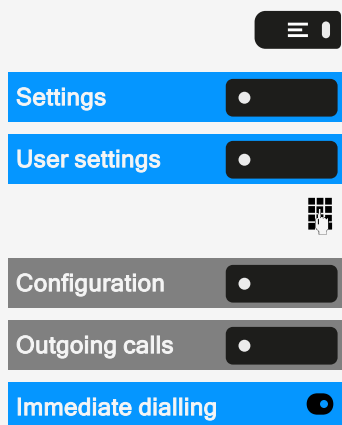 Settings
User settings
Configuration
Outgoing calls
Immediate dialling